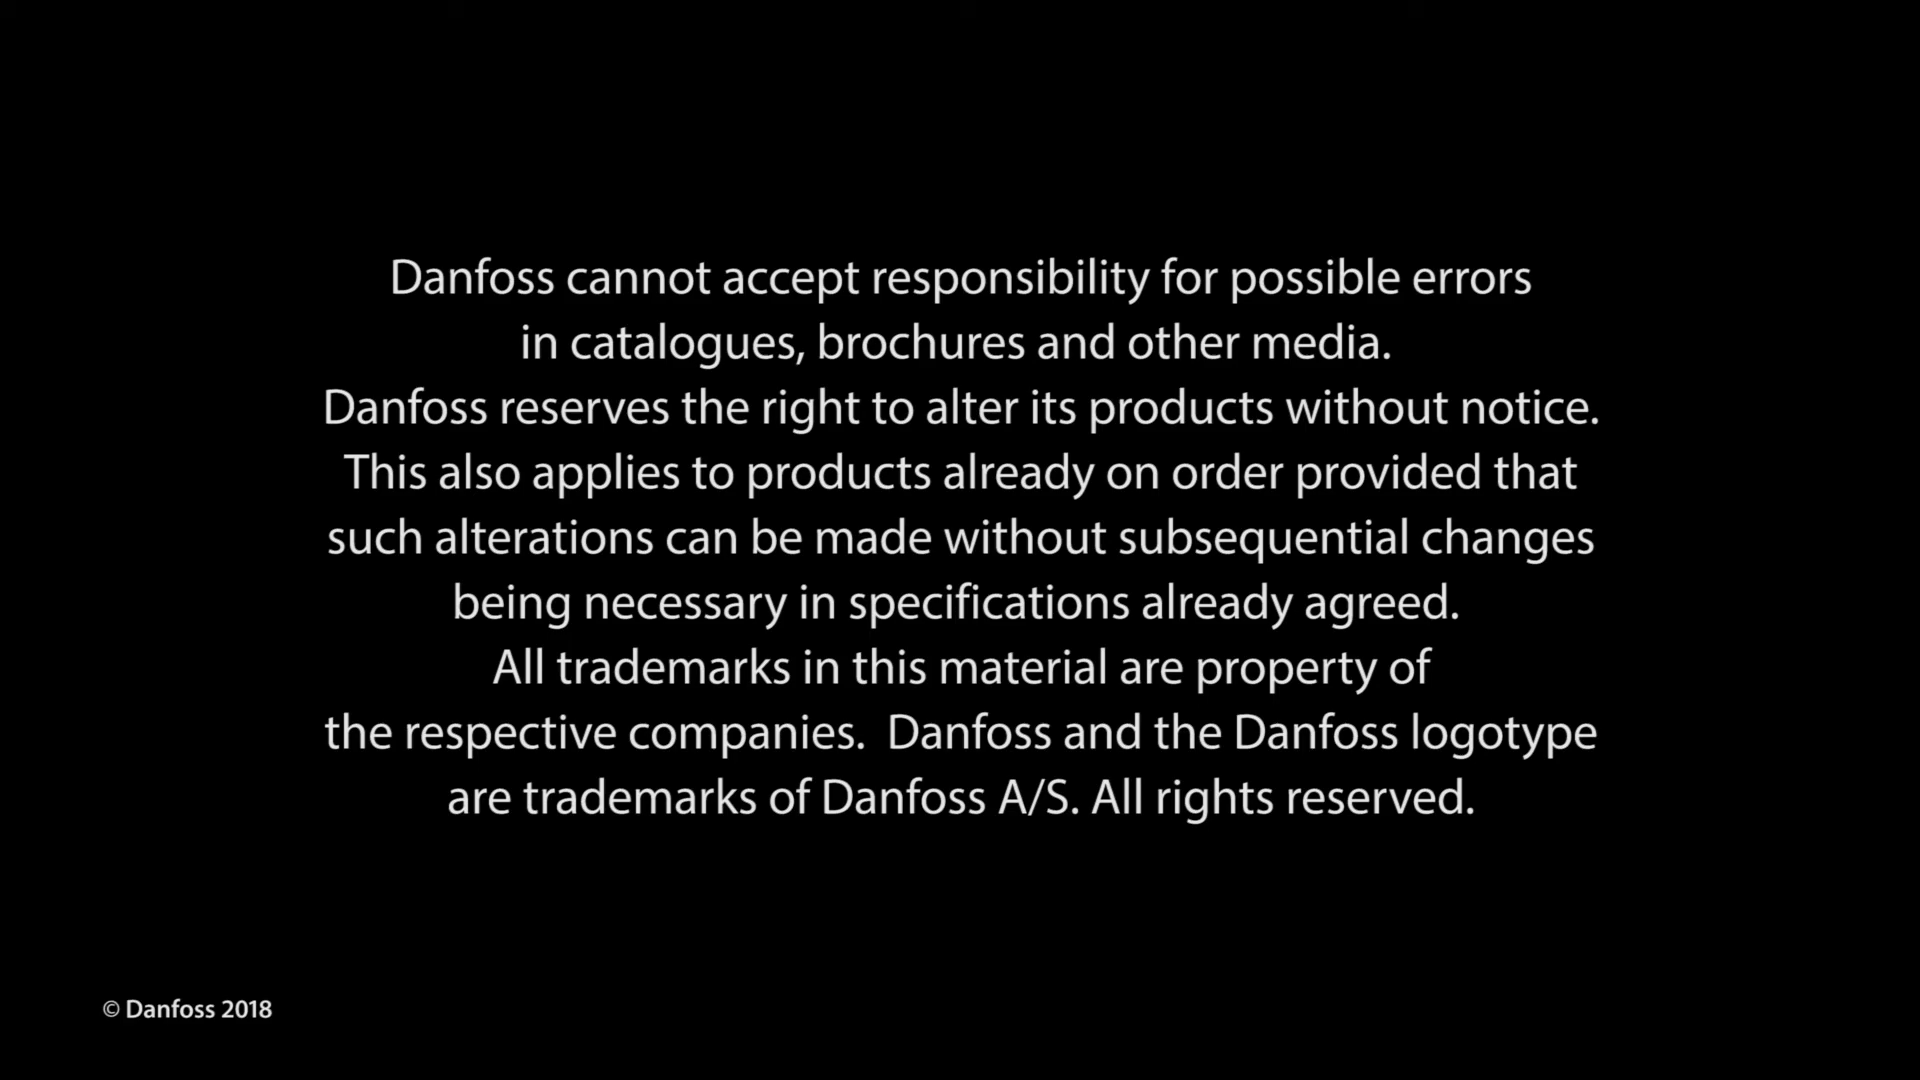 Danfoss cannot accept responsibility for possible errors
in catalogues, brochures and other media.
Danfoss reserves the right to alter its products without notice.
This also applies to products already on order provided that
such alterations can be made without subsequential changes
being necessary in specifications already agreed.
All trademarks in this material are property of
the respective companies.  Danfoss and the Danfoss logotype
are trademarks of Danfoss A/S. All rights reserved.
© Danfoss 2018